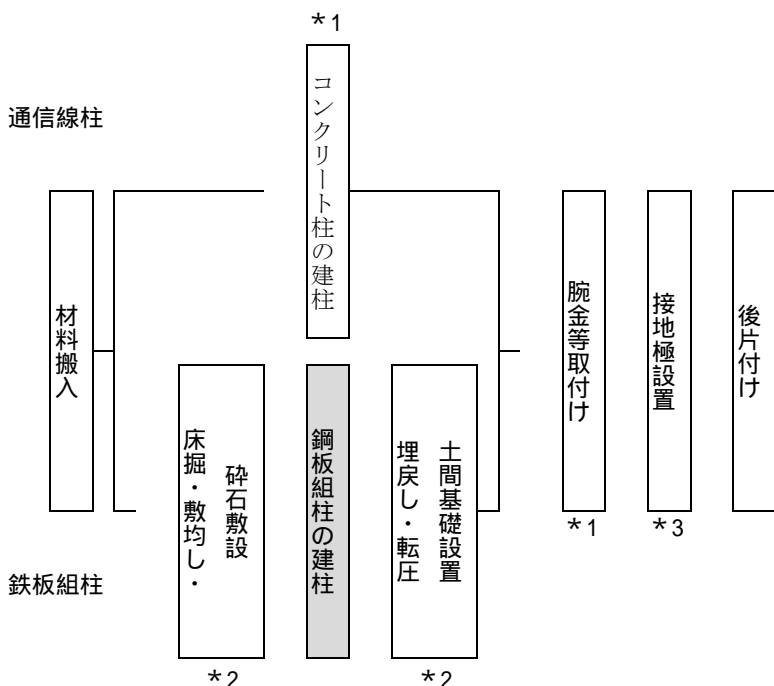 *1
通信線柱
コンクリート柱の建柱
材料搬入
腕金等取付け
接地極設置
後片付け
床掘・敷均し・
砕石敷設
鋼板組柱の建柱
土間基礎設置
埋戻し・転圧
*1
*3
鉄板組柱
*2
*2